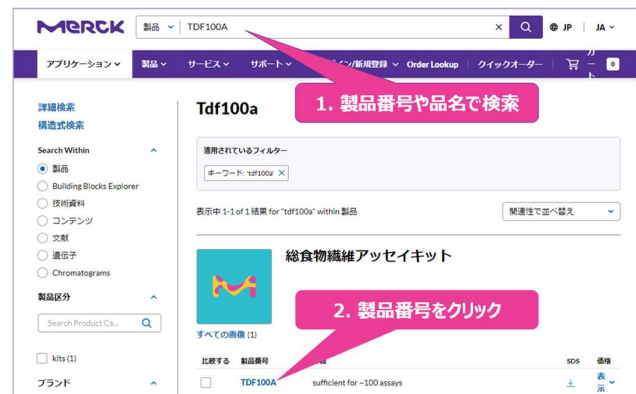 MERCK
製品
TDF100A
JP
JA
アプリケーション
製品
サービス
サポート
イン/新規登録
Order Lookup
クイックオーダー
カート
0
1. 製品番号や品名で検索
詳細検索
構造式検索
Search Within
製品
Building Blocks Explorer
技術資料
コンテンツ
文献
遺伝子
Chromatograms
製品区分
Search Product Ca...
kits (1)
ブランド
Tdf100a
適用されているフィルター
キーワード: 'tdf100a'
表示中 1-1 of 1 結果 for "tdf100a" within 製品
関連性で並べ替え
総食物繊維アッセイキット
2. 製品番号をクリック
すべての画像 (1)
比較する 製品番号 SDS 価格
TDF100A sufficient for ~100 assays 表示